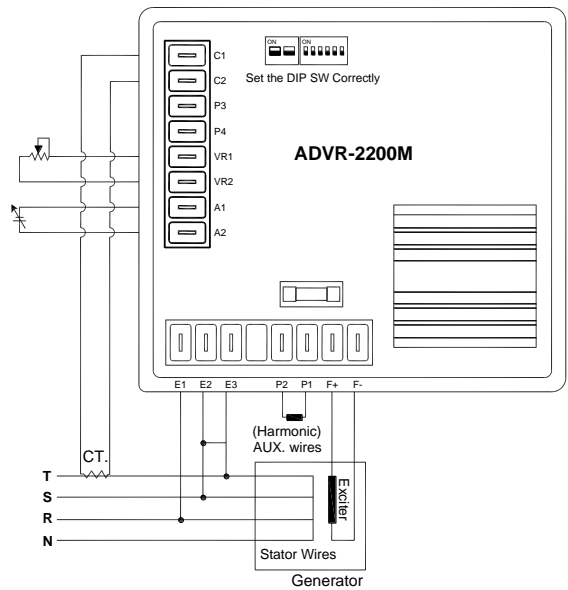 ON ON
Set the DIP SW Correctly
C1
C2
P3
P4
VR1
VR2
A1
A2
ADVR-2200M
E1 E2 E3 P2 P1 F+ F-
(Harmonic)
AUX. wires
CT.
T
S
R
N
Exciter
Stator Wires
Generator